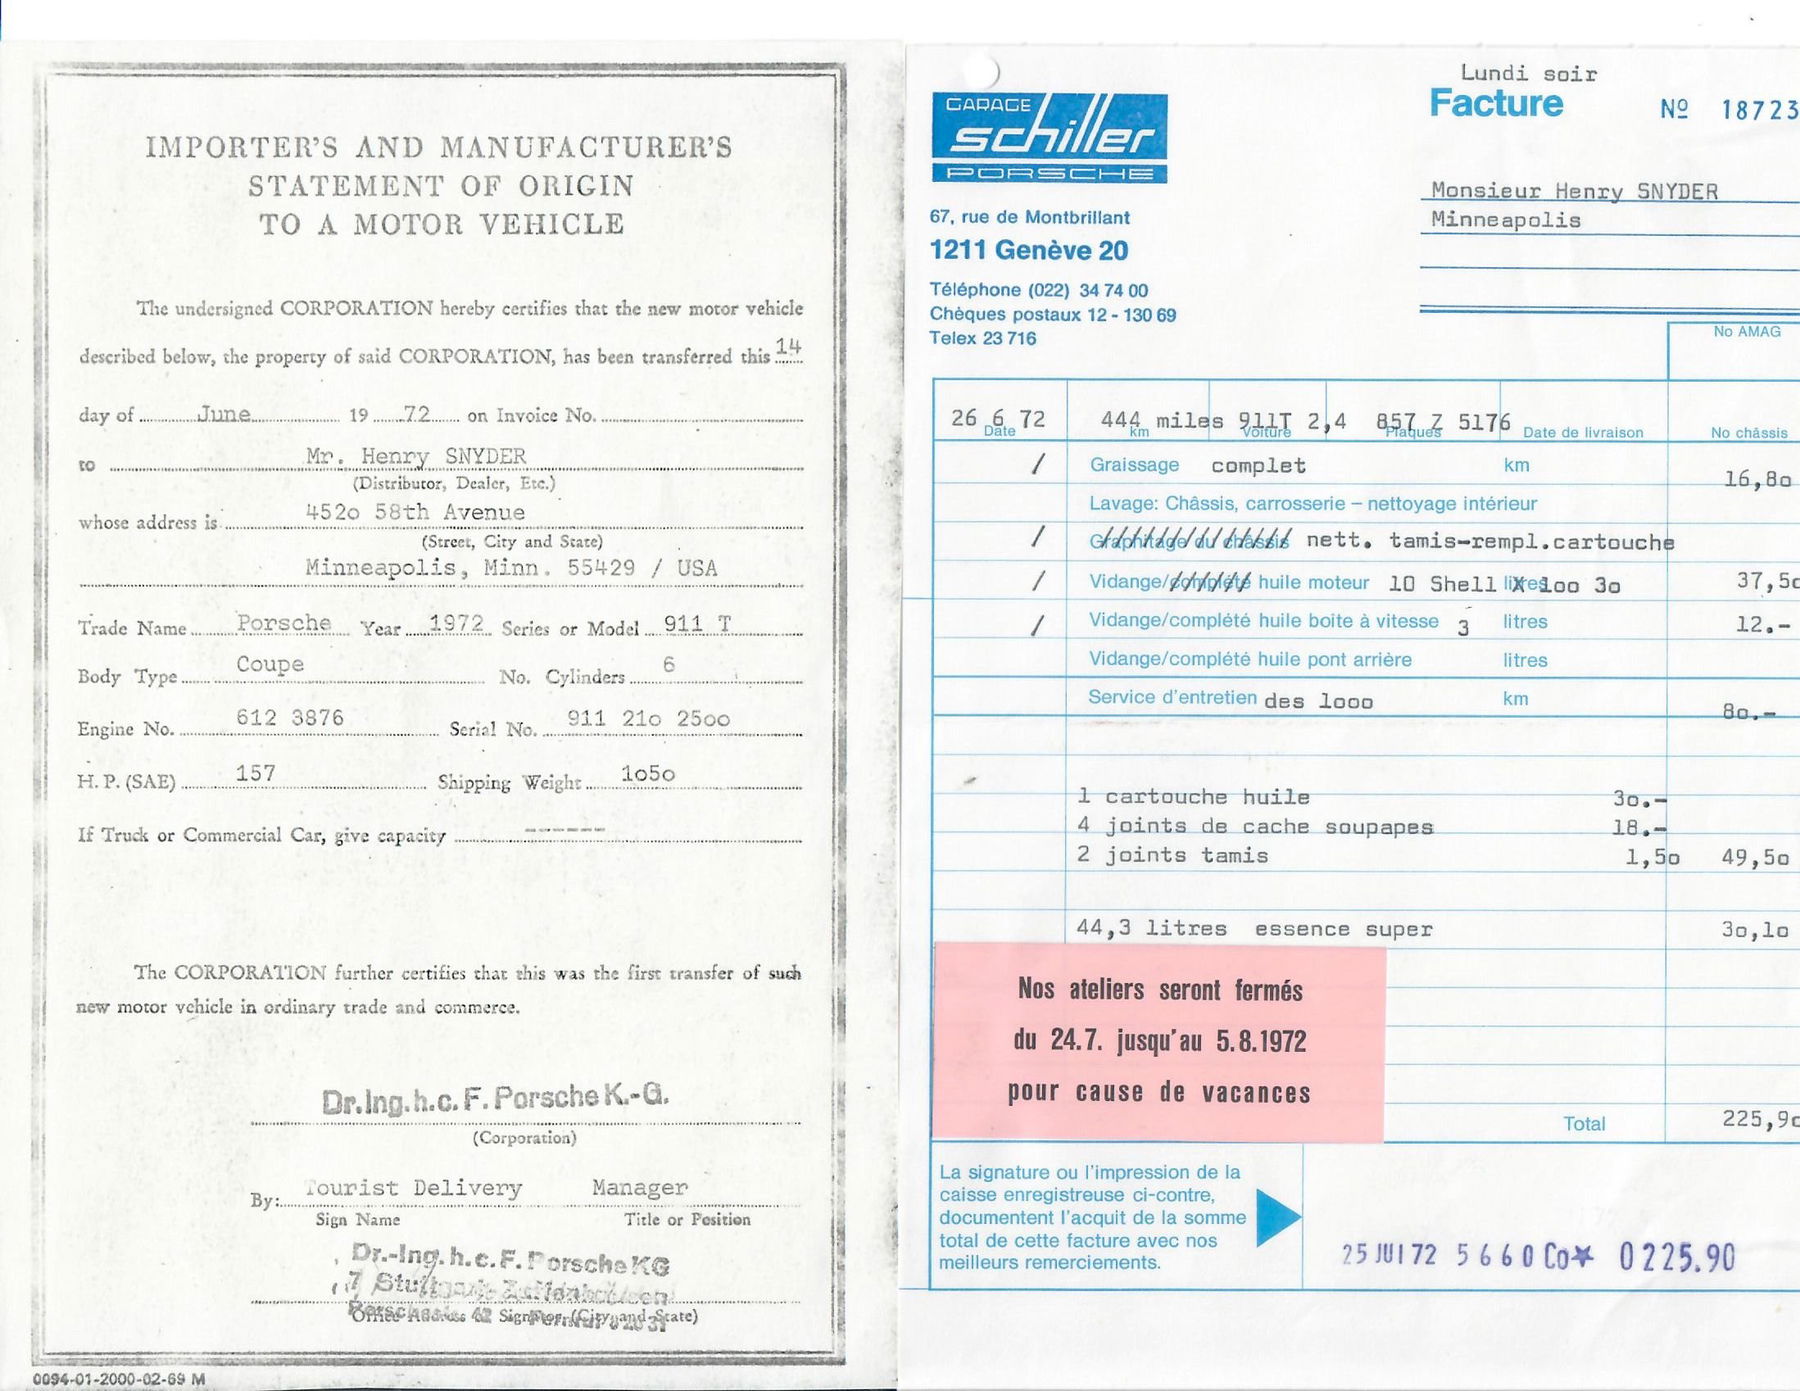 IMPORTER'S AND MANUFACTURER'S
STATEMENT OF ORIGIN
TO A MOTOR VEHICLE
The undersigned CORPORATION hereby certifies that the new motor vehicle
described below, the property of said CORPORATION, has been transferred this 14
day of June 19 72 on Invoice No.
to Mr. Henry SNYDER
(Distributor, Dealer, Etc.)
whose address is 452o 58th Avenue
(Street, City and State)
Minneapolis, Minn. 55429 / USA
Trade Name Porsche Year 1972 Series or Model 911 T
Body Type Coupe No. Cylinders 6
Engine No. 612 3876 Serial No. 911 21o 25oo
H. P. (SAE) 157 Shipping Weight 1o5o
If Truck or Commercial Car, give capacity -----
The CORPORATION further certifies that this was the first transfer of such
new motor vehicle in ordinary trade and commerce.
Dr.Ing.h.c.F.Porsche K.-G.
(Corporation)
By: Tourist Delivery Manager
Sign Name Title or Position
Dr.-Ing.h.c.F.Porsche KG
7 Stuttgart-Zuffenhausen
(City and State)
0094-01-2000-02-69 M
Lundi soir
GARAGE
schiller
PORSCHE
Facture Nº 18723
Monsieur Henry SNYDER
Minneapolis
67, rue de Montbrillant
1211 Genève 20
Téléphone (022) 34 74 00
Chèques postaux 12 - 130 69
Telex 23 716
No AMAG
26 6 72 444 miles 911T 2,4 857 Z 5176
Date km Voiture Plaques Date de livraison No châssis
/ Graissage complet km 16,8o
Lavage: Châssis, carrosserie – nettoyage intérieur
/ Graphitage du châssis nett. tamis-rempl.cartouche
/ Vidange/complété huile moteur 10 Shell X litres 1oo 3o 37,5o
/ Vidange/complété huile boite à vitesse 3 litres 12.-
Vidange/complété huile pont arrière litres
Service d'entretien des 1ooo km 8o.-
1 cartouche huile 3o.-
4 joints de cache soupapes 18.-
2 joints tamis 1,5o 49,5o
44,3 litres essence super 3o,1o
Nos ateliers seront fermés
du 24.7. jusqu'au 5.8.1972
pour cause de vacances
Total 225,9o
La signature ou l'impression de la
caisse enregistreuse ci-contre,
documentent l'acquit de la somme
total de cette facture avec nos
meilleurs remerciements.
25 JUI 72 5660 Co★ 0225.90